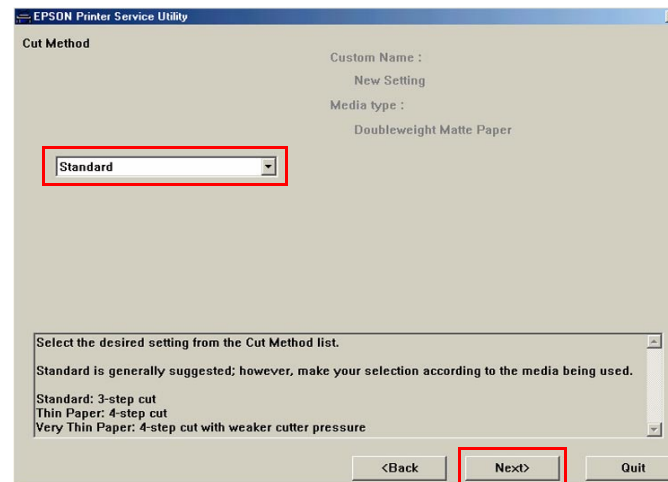 EPSON Printer Service Utility
Cut Method
Custom Name :
New Setting
Media type :
Doubleweight Matte Paper
Standard
Select the desired setting from the Cut Method list.
Standard is generally suggested; however, make your selection according to the media being used.
Standard: 3-step cut
Thin Paper: 4-step cut
Very Thin Paper: 4-step cut with weaker cutter pressure
<Back
Next>
Quit